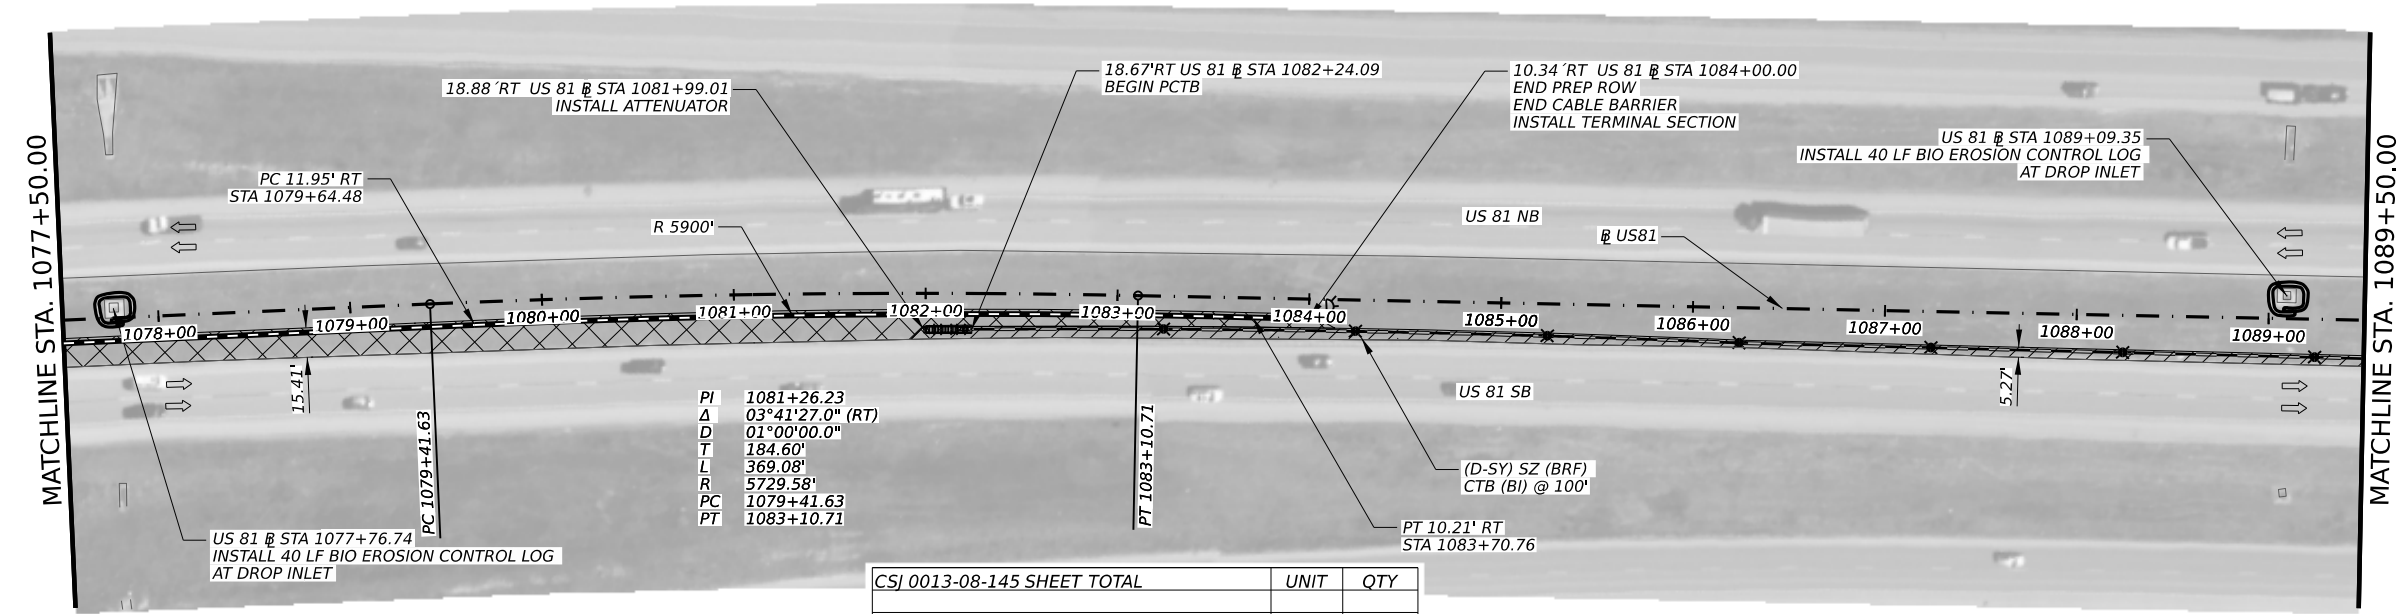 MATCHLINE STA. 1077+50.00
18.88´RT US 81 ℄ STA 1081+99.01
INSTALL ATTENUATOR
18.67'RT US 81 ℄ STA 1082+24.09
BEGIN PCTB
10.34´RT US 81 ℄ STA 1084+00.00
END PREP ROW
END CABLE BARRIER
INSTALL TERMINAL SECTION
US 81 ℄ STA 1089+09.35
INSTALL 40 LF BIO EROSION CONTROL LOG
AT DROP INLET
PC 11.95' RT
STA 1079+64.48
R 5900'
US 81 NB
℄ US81
1078+00
1079+00
1080+00
1081+00
1082+00
1083+00
1084+00
1085+00
1086+00
1087+00
1088+00
1089+00
15.41'
5.27'
PC 1079+41.63
PT 1083+10.71
US 81 SB
PI 1081+26.23
Δ 03°41'27.0" (RT)
D 01°00'00.0"
T 184.60'
L 369.08'
R 5729.58'
PC 1079+41.63
PT 1083+10.71
(D-SY) SZ (BRF)
CTB (BI) @ 100'
PT 10.21' RT
STA 1083+70.76
US 81 ℄ STA 1077+76.74
INSTALL 40 LF BIO EROSION CONTROL LOG
AT DROP INLET
CSJ 0013-08-145 SHEET TOTAL UNIT QTY
MATCHLINE STA. 1089+50.00